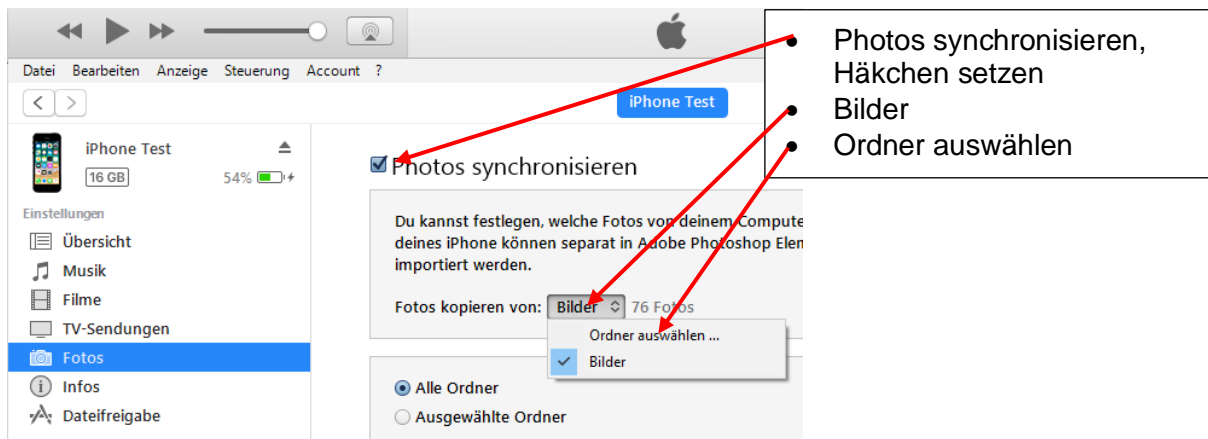 Datei Bearbeiten Anzeige Steuerung Account ?
iPhone Test
iPhone Test
16 GB
54%
Einstellungen
Übersicht
Musik
Filme
TV-Sendungen
Fotos
Infos
Dateifreigabe
Photos synchronisieren
Du kannst festlegen, welche Fotos von deinem Compute
deines iPhone können separat in Adobe Photoshop Elem
importiert werden.
Fotos kopieren von: Bilder 76 Fotos
Ordner auswählen ...
Bilder
Alle Ordner
Ausgewählte Ordner
• Photos synchronisieren,
Häkchen setzen
• Bilder
• Ordner auswählen